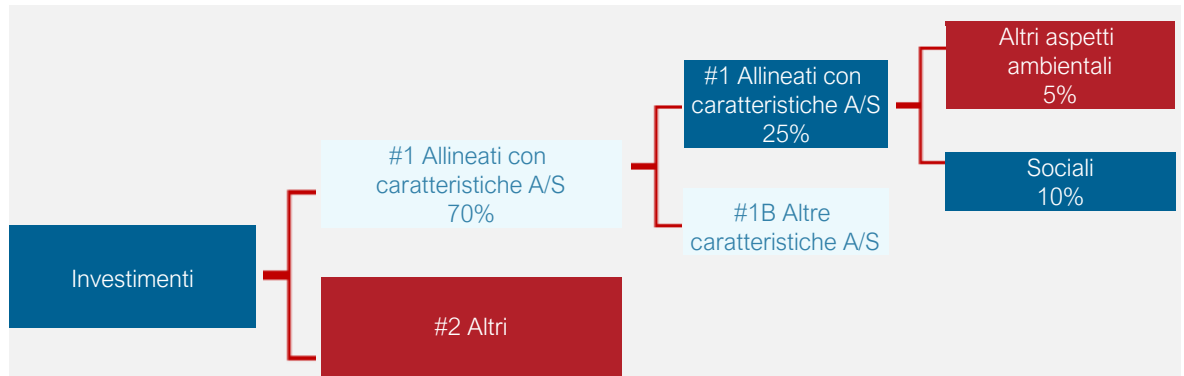 Investimenti
#1 Allineati con
caratteristiche A/S
70%
#2 Altri
#1 Allineati con
caratteristiche A/S
25%
#1B Altre
caratteristiche A/S
Altri aspetti
ambientali
5%
Sociali
10%